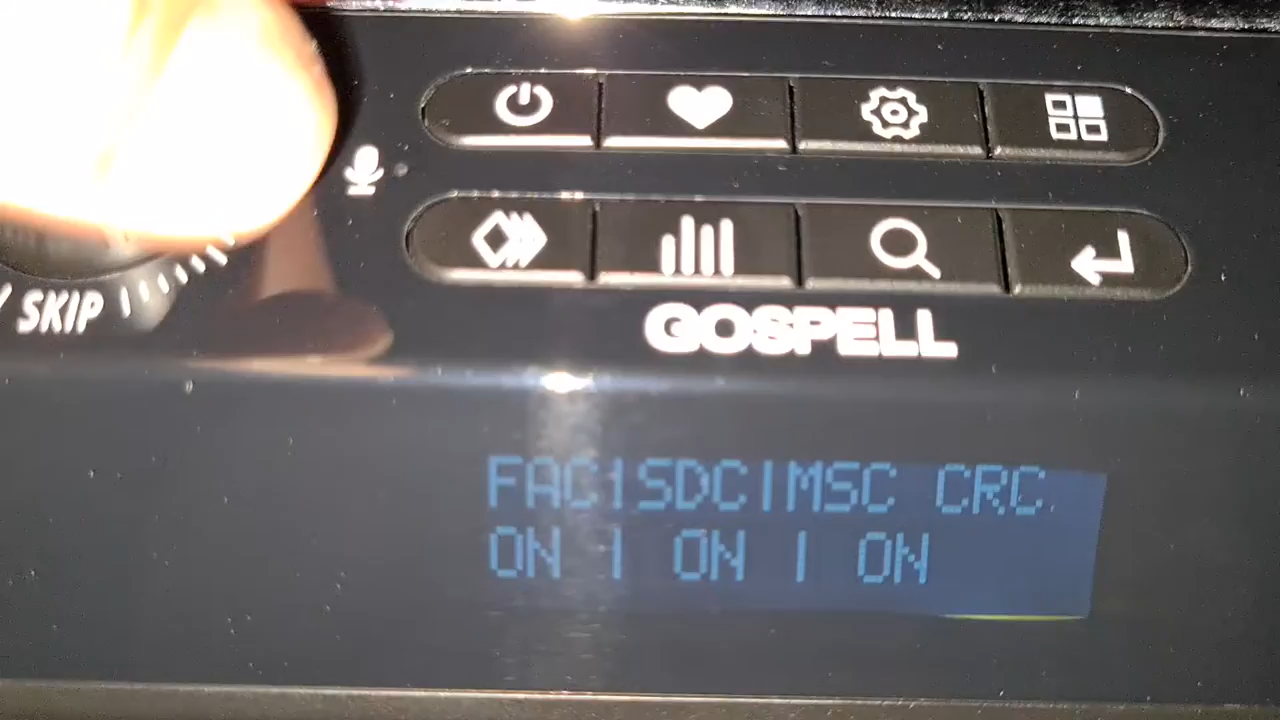 / SKIP
GOSPELL
FAC|SDC|MSC CRC
ON | ON | ON